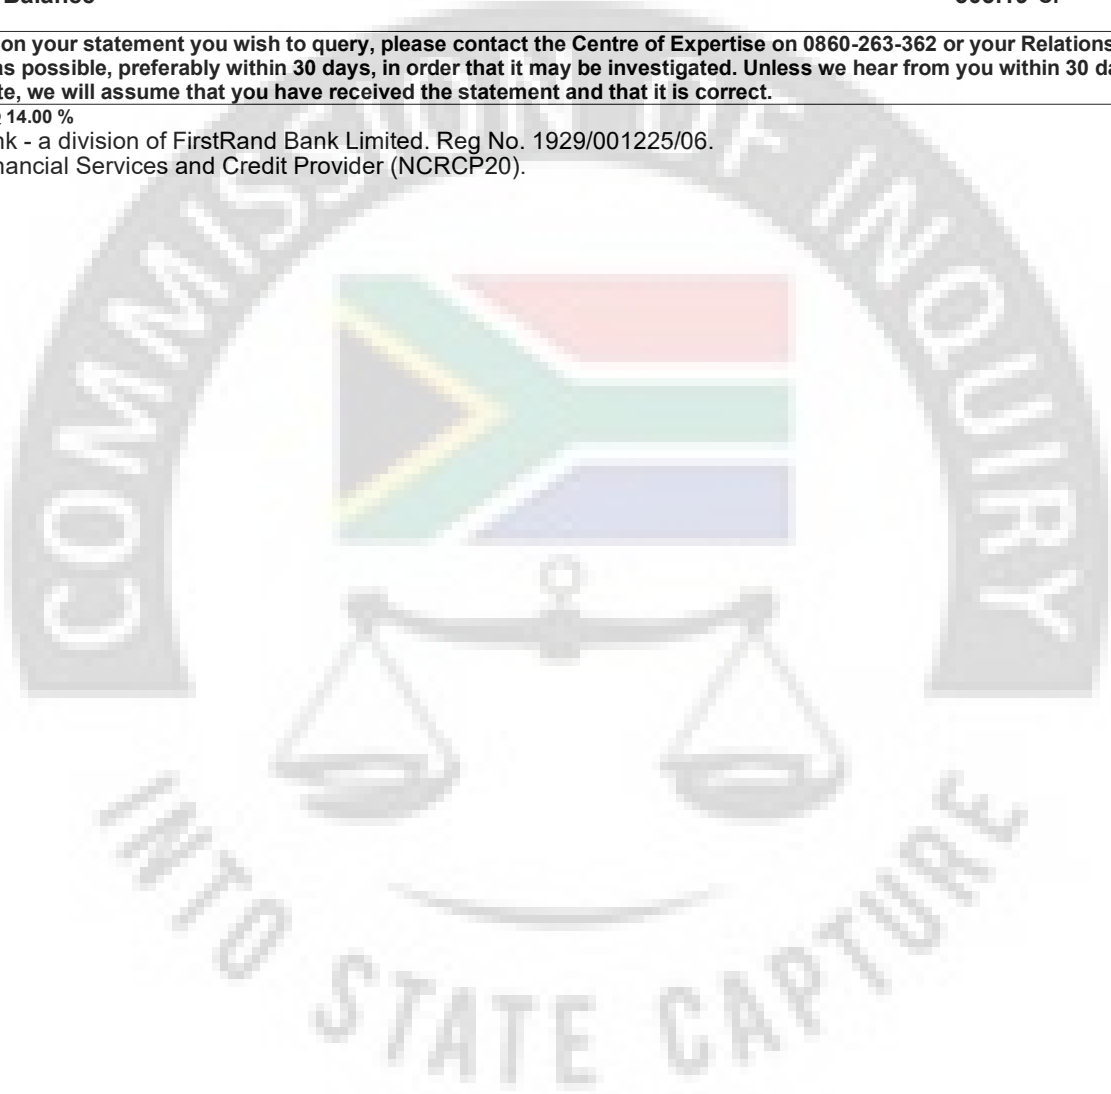 Balance
on your statement you wish to query, please contact the Centre of Expertise on 0860-263-362 or your Relations
as possible, preferably within 30 days, in order that it may be investigated. Unless we hear from you within 30 da
te, we will assume that you have received the statement and that it is correct.
14.00 %
nk - a division of FirstRand Bank Limited. Reg No. 1929/001225/06.
nancial Services and Credit Provider (NCRCP20).
COMMISSION OF INQUIRY
INTO STATE CAPTURE